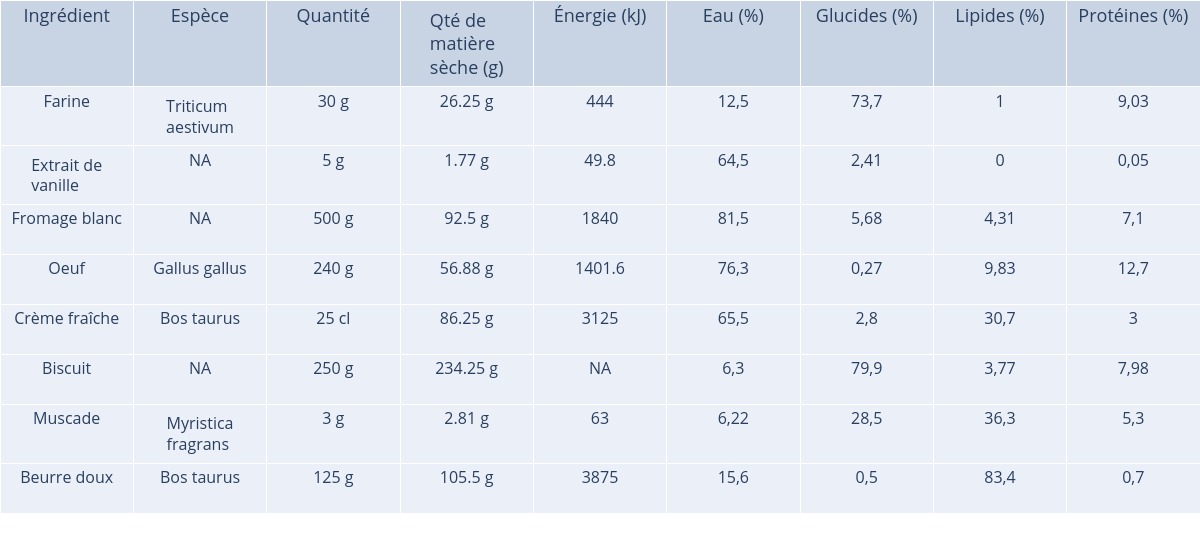 Ingrédient Espèce Quantité Qté de matière sèche (g) Énergie (kJ) Eau (%) Glucides (%) Lipides (%) Protéines (%)
Farine Triticum aestivum 30 g 26.25 g 444 12,5 73,7 1 9,03
Extrait de vanille NA 5 g 1.77 g 49.8 64,5 2,41 0 0,05
Fromage blanc NA 500 g 92.5 g 1840 81,5 5,68 4,31 7,1
Oeuf Gallus gallus 240 g 56.88 g 1401.6 76,3 0,27 9,83 12,7
Crème fraîche Bos taurus 25 cl 86.25 g 3125 65,5 2,8 30,7 3
Biscuit NA 250 g 234.25 g NA 6,3 79,9 3,77 7,98
Muscade Myristica fragrans 3 g 2.81 g 63 6,22 28,5 36,3 5,3
Beurre doux Bos taurus 125 g 105.5 g 3875 15,6 0,5 83,4 0,7